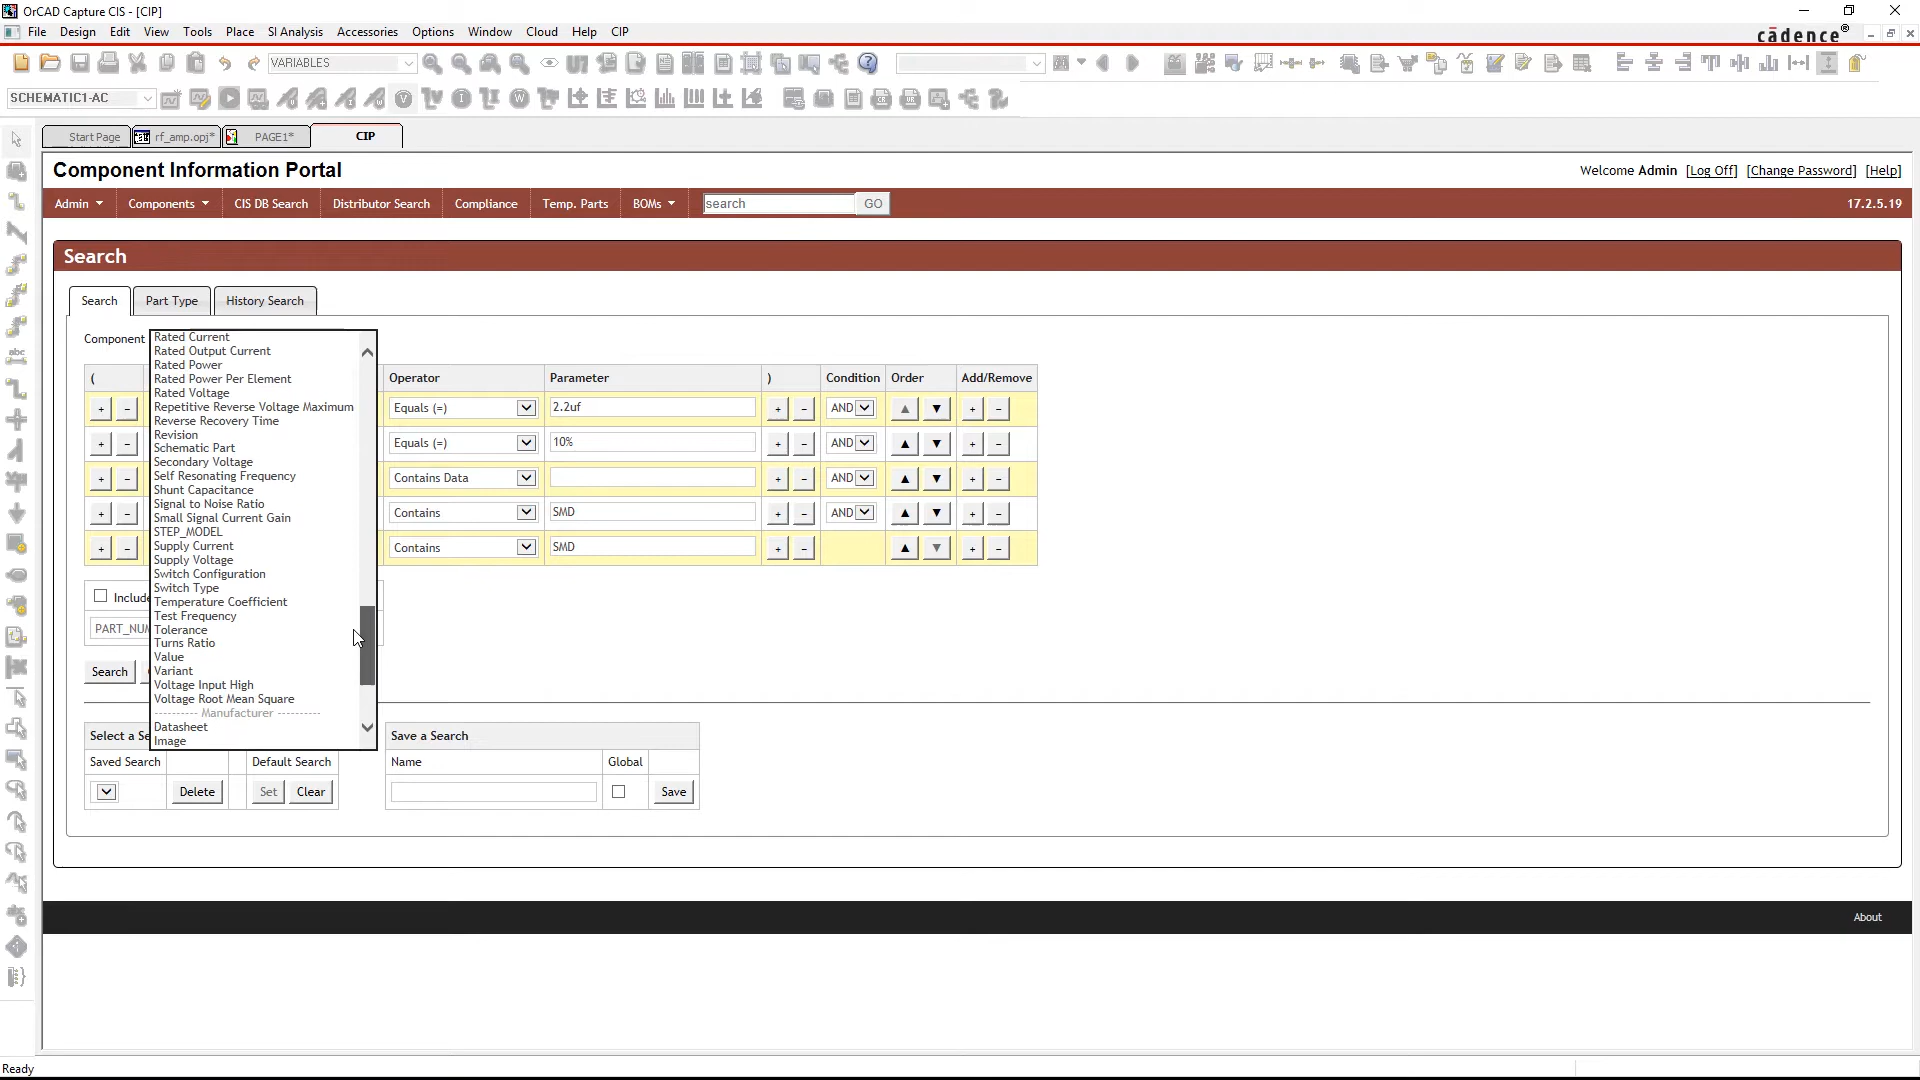 OrCAD Capture CIS - [CIP]
File Design Edit View Tools Place SI Analysis Accessories Options Window Cloud Help CIP
cādence®
VARIABLES
SCHEMATIC1-AC
Start Page rf_amp.opj* PAGE1* CIP
Component Information Portal
Welcome Admin [Log Off] [Change Password] [Help]
Admin Components CIS DB Search Distributor Search Compliance Temp. Parts BOMs search GO 17.2.5.19
Search
Search Part Type History Search
Component
( Operator Parameter ) Condition Order Add/Remove
+ - Equals (=) 2.2uf + - AND ▲ ▼ + -
+ - Equals (=) 10% + - AND ▲ ▼ + -
+ - Contains Data + - AND ▲ ▼ + -
+ - Contains SMD + - AND ▲ ▼ + -
+ - Contains SMD + - ▲ ▼ + -
Rated Current
Rated Output Current
Rated Power
Rated Power Per Element
Rated Voltage
Repetitive Reverse Voltage Maximum
Reverse Recovery Time
Revision
Schematic Part
Secondary Voltage
Self Resonating Frequency
Shunt Capacitance
Signal to Noise Ratio
Small Signal Current Gain
STEP_MODEL
Supply Current
Supply Voltage
Switch Configuration
Switch Type
Temperature Coefficient
Test Frequency
Tolerance
Turns Ratio
Value
Variant
Voltage Input High
Voltage Root Mean Square
---------- Manufacturer ----------
Datasheet
Image
Include
PART_NUM
Search
Select a Se
Saved Search Default Search
Delete Set Clear
Save a Search
Name Global
Save
About
Ready